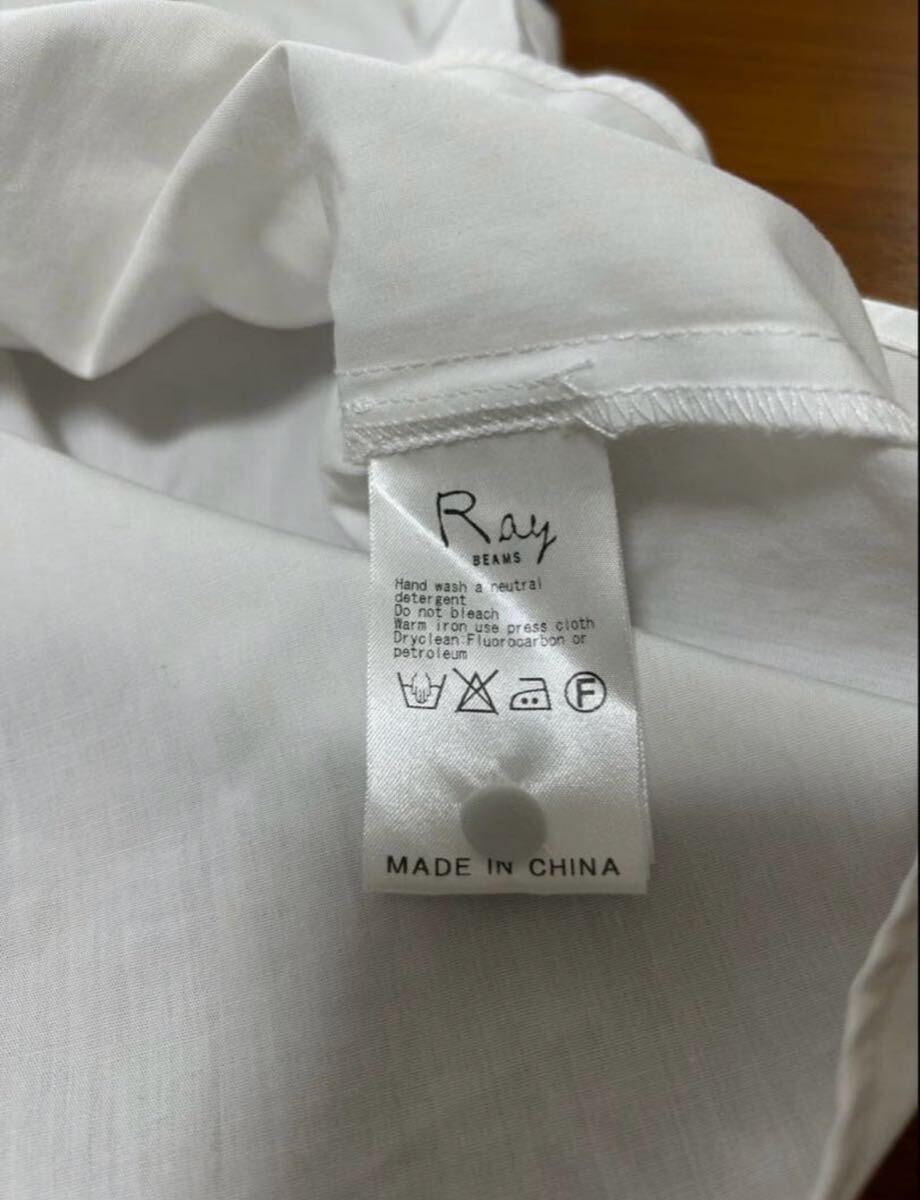 Ray
BEAMS
Hand wash a neutral
detergent
Do not bleach
Warm iron use press cloth
Dryclean:Fluorocarbon or
petroleum
F
MADE IN CHINA